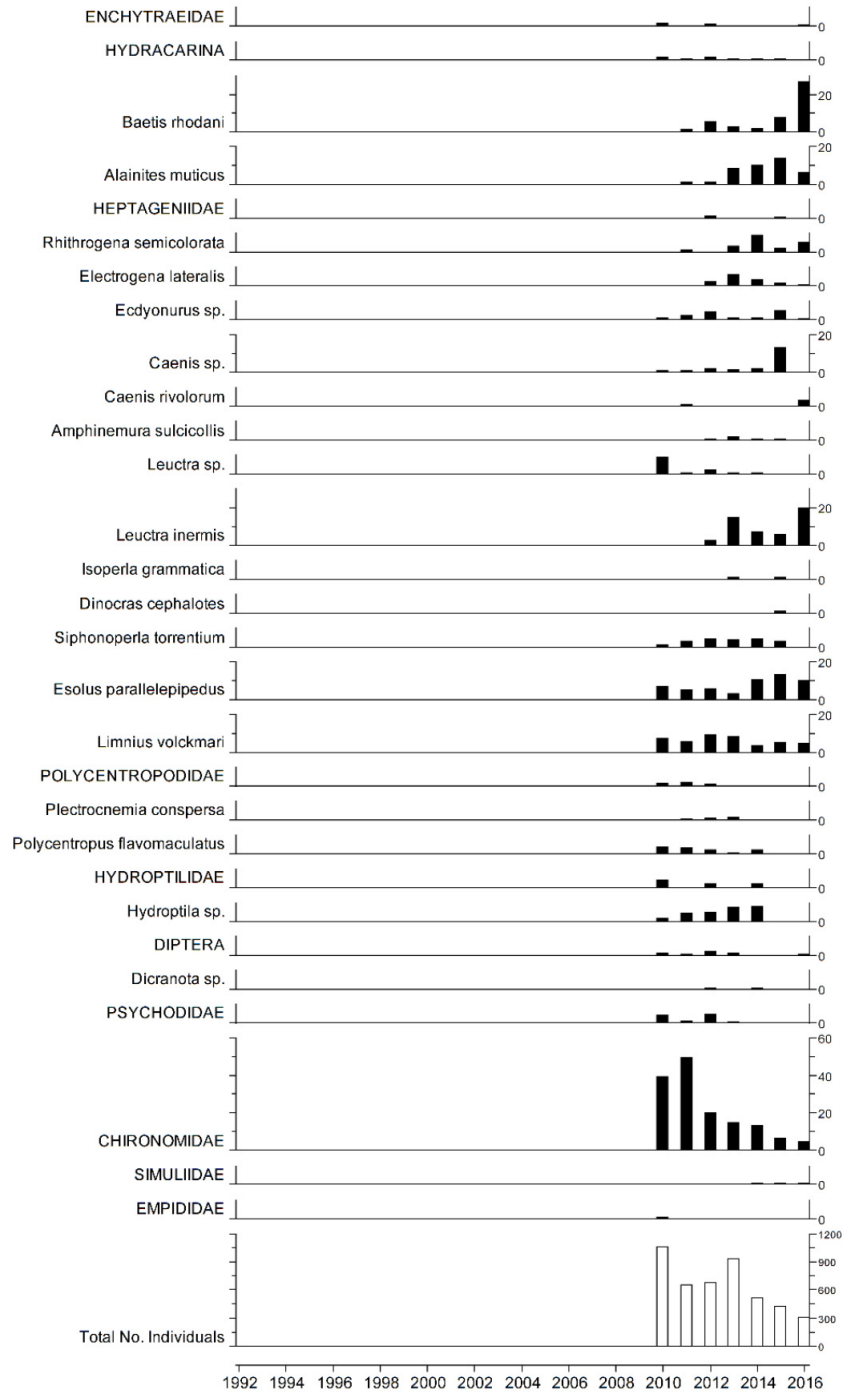 ENCHYTRAEIDAE 0
HYDRACARINA 0
20
Baetis rhodani 0
20
Alainites muticus 0
HEPTAGENIIDAE 0
Rhithrogena semicolorata 0
Electrogena lateralis 0
Ecdyonurus sp. 0
20
Caenis sp. 0
Caenis rivolorum 0
Amphinemura sulcicollis 0
Leuctra sp. 0
20
Leuctra inermis 0
Isoperla grammatica 0
Dinocras cephalotes 0
Siphonoperla torrentium 0
20
Esolus parallelepipedus 0
20
Limnius volckmari 0
POLYCENTROPODIDAE 0
Plectrocnemia conspersa 0
Polycentropus flavomaculatus 0
HYDROPTILIDAE 0
Hydroptila sp. 0
DIPTERA 0
Dicranota sp. 0
PSYCHODIDAE 0
60
40
20
CHIRONOMIDAE 0
SIMULIIDAE 0
EMPIDIDAE 0
1200
900
600
300
Total No. Individuals 0
1992 1994 1996 1998 2000 2002 2004 2006 2008 2010 2012 2014 2016